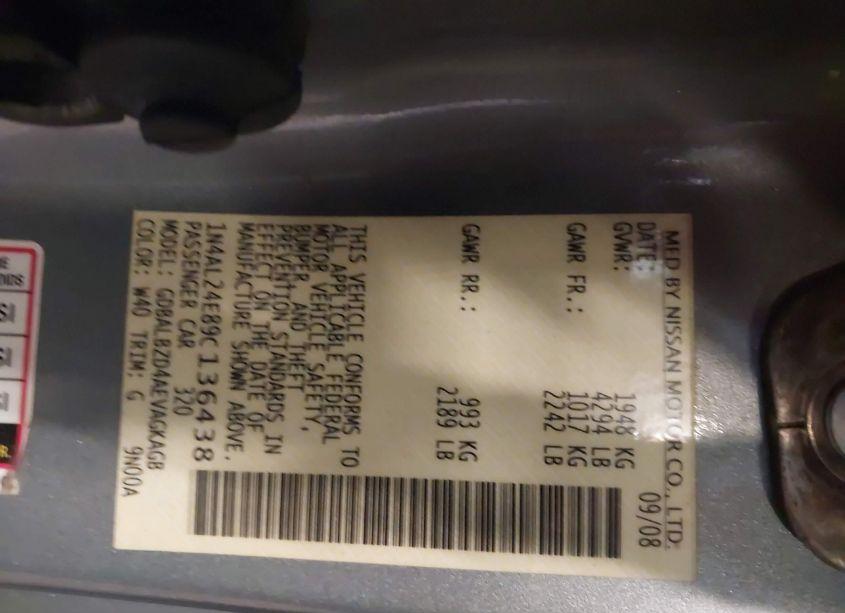 MFD BY NISSAN MOTOR CO., LTD.
DATE: 09/08
GVWR: 1948 KG
4294 LB
GAWR FR.: 1017 KG
2242 LB
GAWR RR.: 993 KG
2189 LB
THIS VEHICLE CONFORMS TO
ALL APPLICABLE FEDERAL
MOTOR VEHICLE SAFETY,
BUMPER, AND THEFT
PREVENTION STANDARDS IN
EFFECT ON THE DATE OF
MANUFACTURE SHOWN ABOVE.
1N4AL24E89C136438
PASSENGER CAR 320
MODEL: GDBALBZD4AEVAGKAGB
COLOR: W40 TRIM: G 9N00A